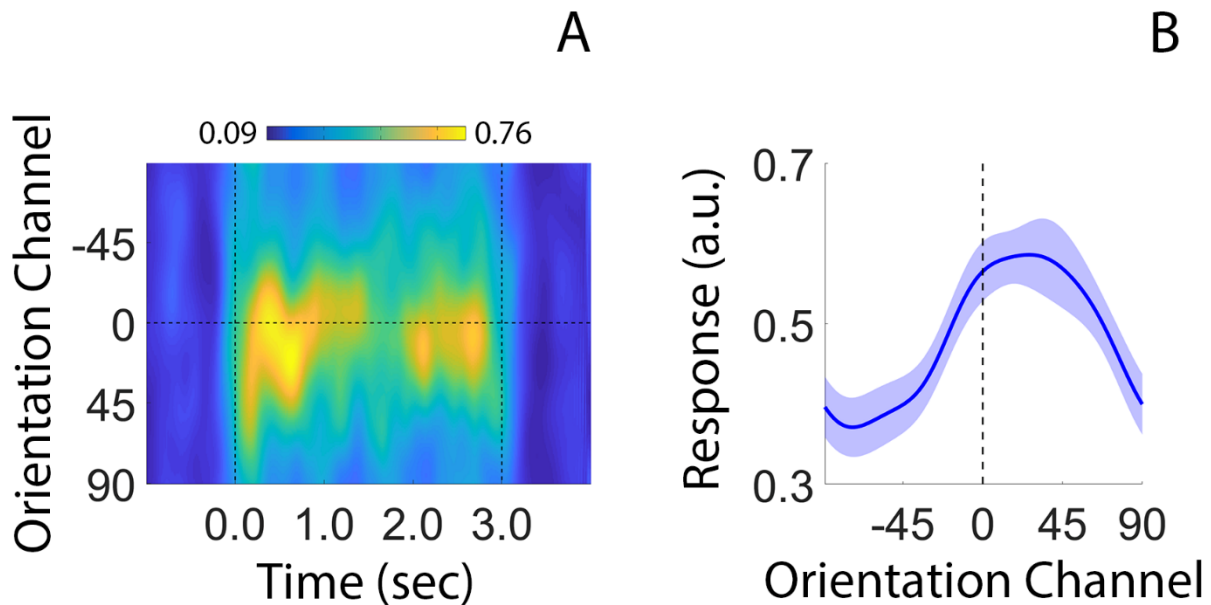 A
0.09 0.76
Orientation Channel
-45
0
45
90
0.0 1.0 2.0 3.0
Time (sec)
B
Response (a.u.)
0.7
0.5
0.3
-45 0 45 90
Orientation Channel